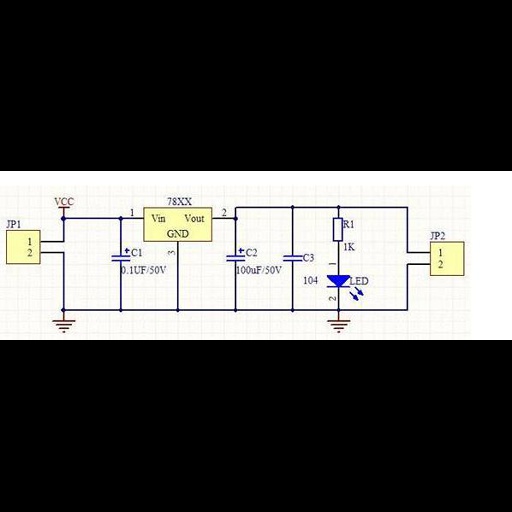 VCC
78XX
JP1
1
Vin
Vout
2
GND
R1
JP2
1
2
3
C1
C2
C3
1K
1
2
0.1UF/50V
100uF/50V
104
1
LED
2